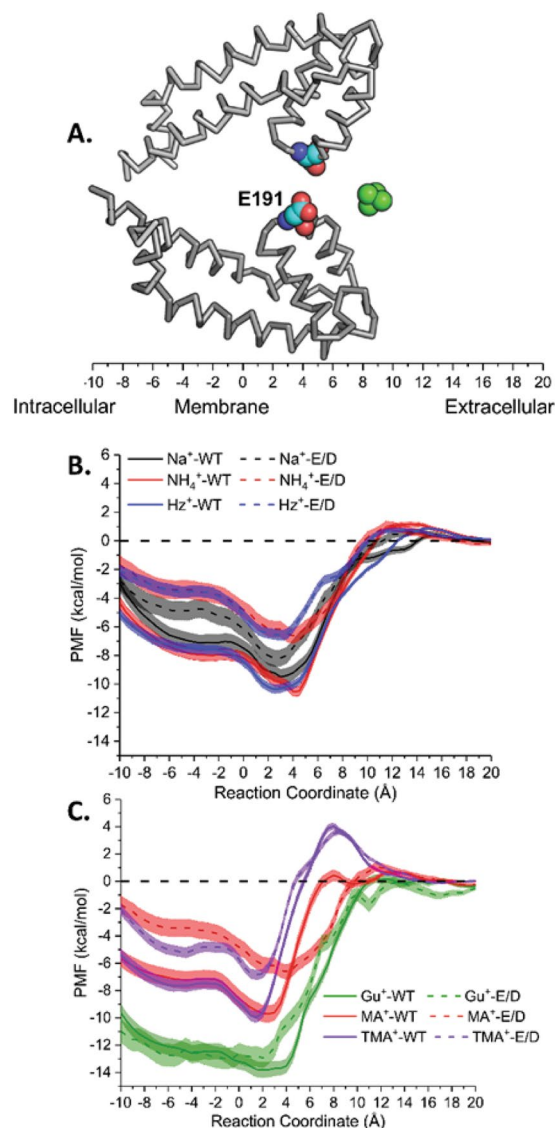 A.
E191
-10 -8 -6 -4 -2 0 2 4 6 8 10 12 14 16 18 20
Intracellular Membrane Extracellular
B.
Na⁺-WT Na⁺-E/D
NH₄⁺-WT NH₄⁺-E/D
Hz⁺-WT Hz⁺-E/D
6
4
2
0
-2
-4
-6
-8
-10
-12
-14
PMF (kcal/mol)
-10 -8 -6 -4 -2 0 2 4 6 8 10 12 14 16 18 20
Reaction Coordinate (Å)
C.
6
4
2
0
-2
-4
-6
-8
-10
-12
-14
PMF (kcal/mol)
Gu⁺-WT Gu⁺-E/D
MA⁺-WT MA⁺-E/D
TMA⁺-WT TMA⁺-E/D
-10 -8 -6 -4 -2 0 2 4 6 8 10 12 14 16 18 20
Reaction Coordinate (Å)